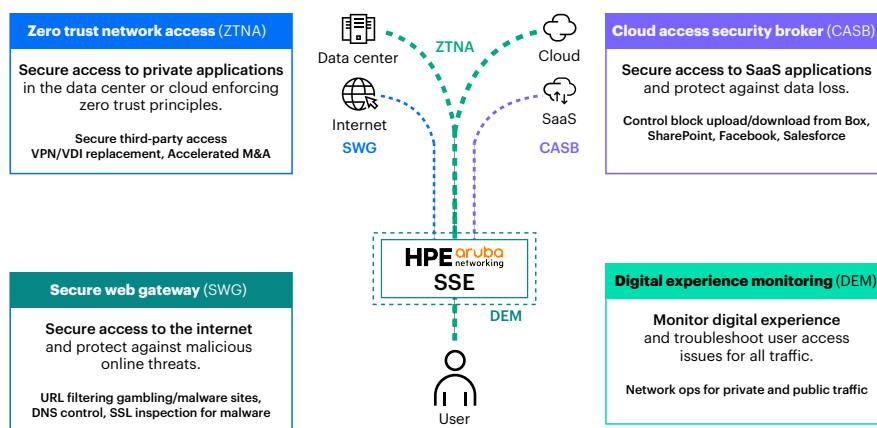 Zero trust network access (ZTNA)
Secure access to private applications
in the data center or cloud enforcing
zero trust principles.
Secure third-party access
VPN/VDI replacement, Accelerated M&A
Data center
ZTNA
Cloud
Internet
SaaS
SWG
CASB
Cloud access security broker (CASB)
Secure access to SaaS applications
and protect against data loss.
Control block upload/download from Box,
SharePoint, Facebook, Salesforce
HPE aruba
networking
SSE
DEM
User
Secure web gateway (SWG)
Secure access to the internet
and protect against malicious
online threats.
URL filtering gambling/malware sites,
DNS control, SSL inspection for malware
Digital experience monitoring (DEM)
Monitor digital experience
and troubleshoot user access
issues for all traffic.
Network ops for private and public traffic